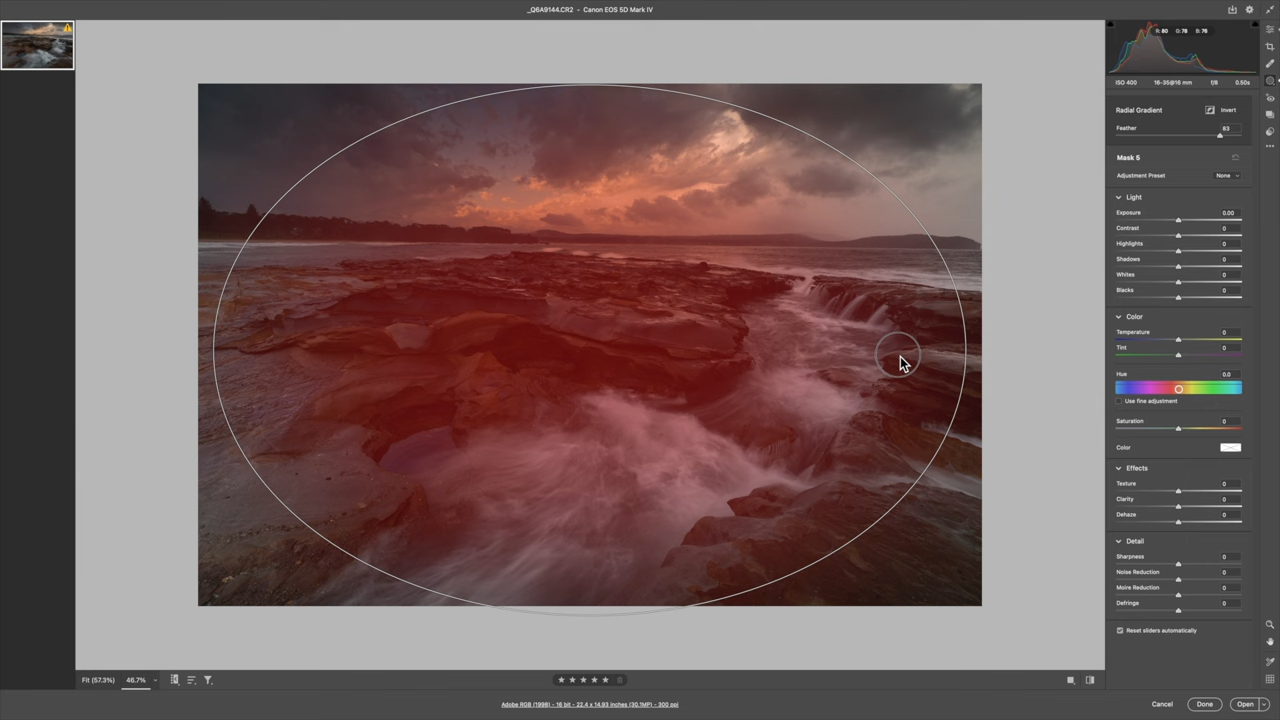 _Q6A9144.CR2 - Canon EOS 5D Mark IV
R: 80 G: 78 B: 76
ISO 400 16-35@16 mm f/8 0.50s
Radial Gradient Invert
Feather 83
Mask 5
Adjustment Preset None
Light
Exposure 0.00
Contrast 0
Highlights 0
Shadows 0
Whites 0
Blacks 0
Color
Temperature 0
Tint 0
Hue 0.0
Use fine adjustment
Saturation 0
Color
Effects
Texture 0
Clarity 0
Dehaze 0
Detail
Sharpness 0
Noise Reduction 0
Moire Reduction 0
Defringe 0
Reset sliders automatically
Fit (57.3%) 46.7%
Adobe RGB (1998) - 16 bit - 22.4 x 14.93 inches (30.1MP) - 300 ppi
Cancel Done Open